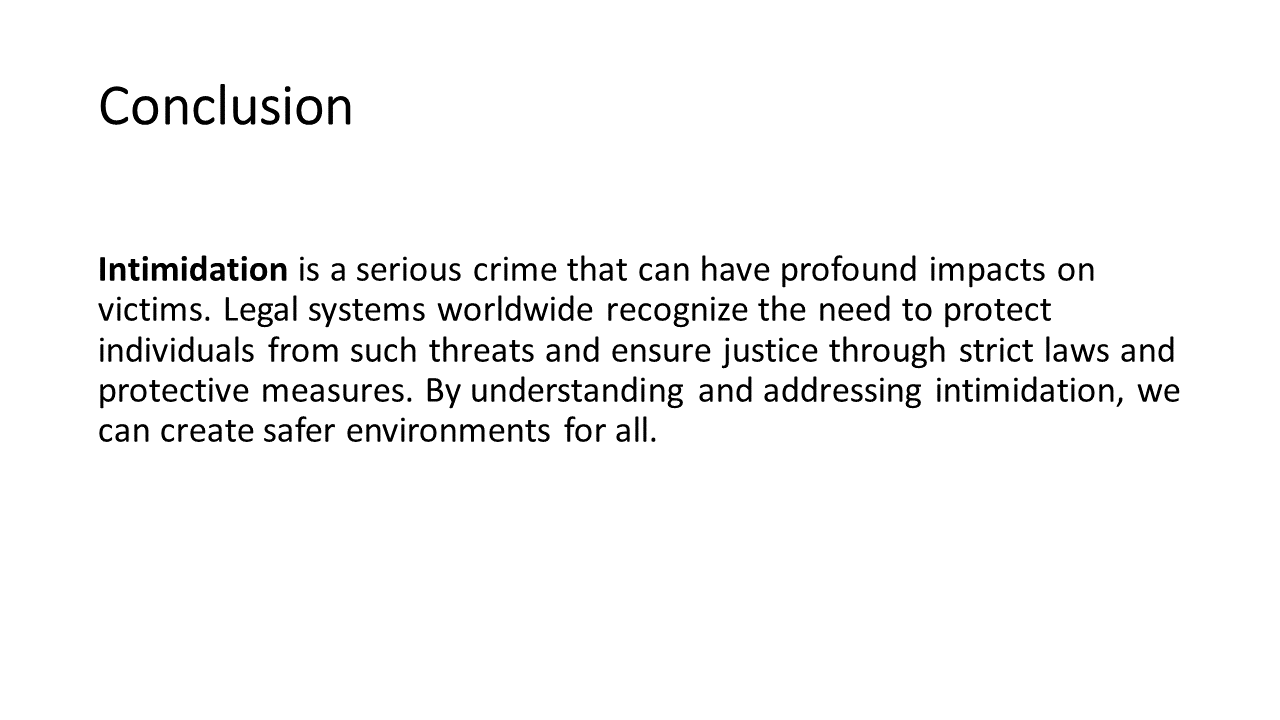 Conclusion
Intimidation is a serious crime that can have profound impacts on
victims. Legal systems worldwide recognize the need to protect
individuals from such threats and ensure justice through strict laws and
protective measures. By understanding and addressing intimidation, we
can create safer environments for all.